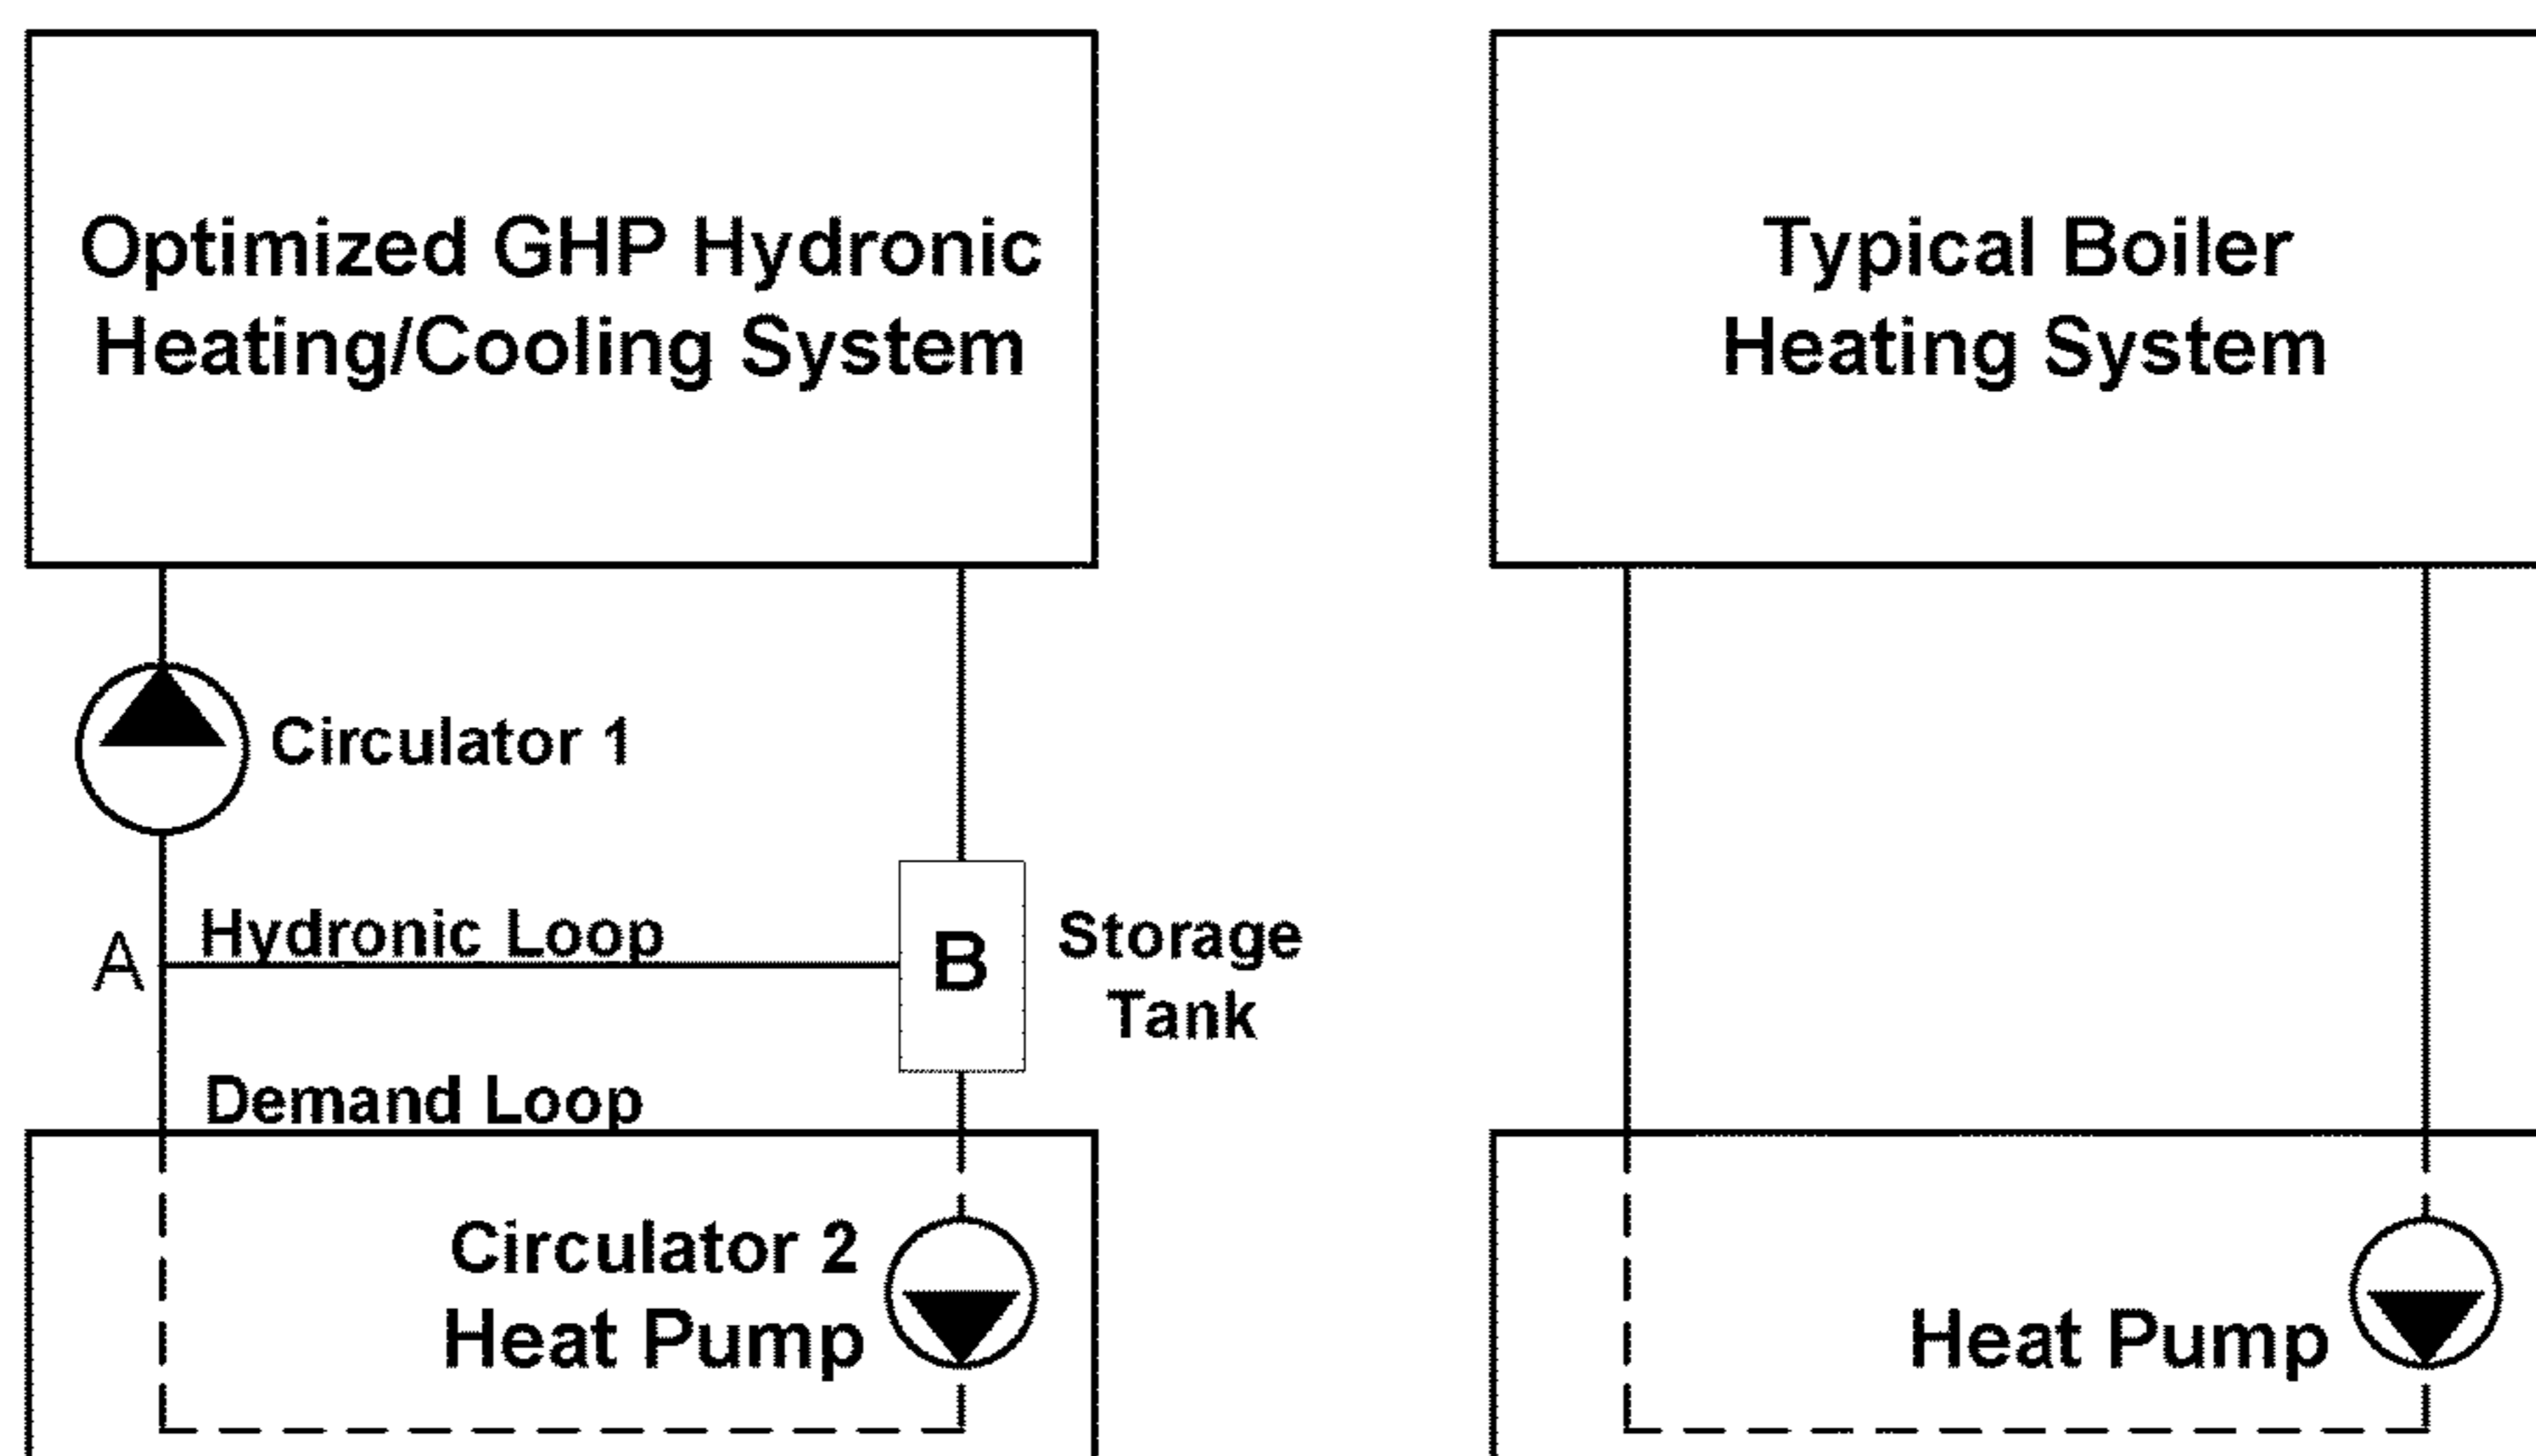 Optimized GHP Hydronic
Heating/Cooling System
Circulator 1
A
Hydronic Loop
B
Storage
Tank
Demand Loop
Circulator 2
Heat Pump
Typical Boiler
Heating System
Heat Pump